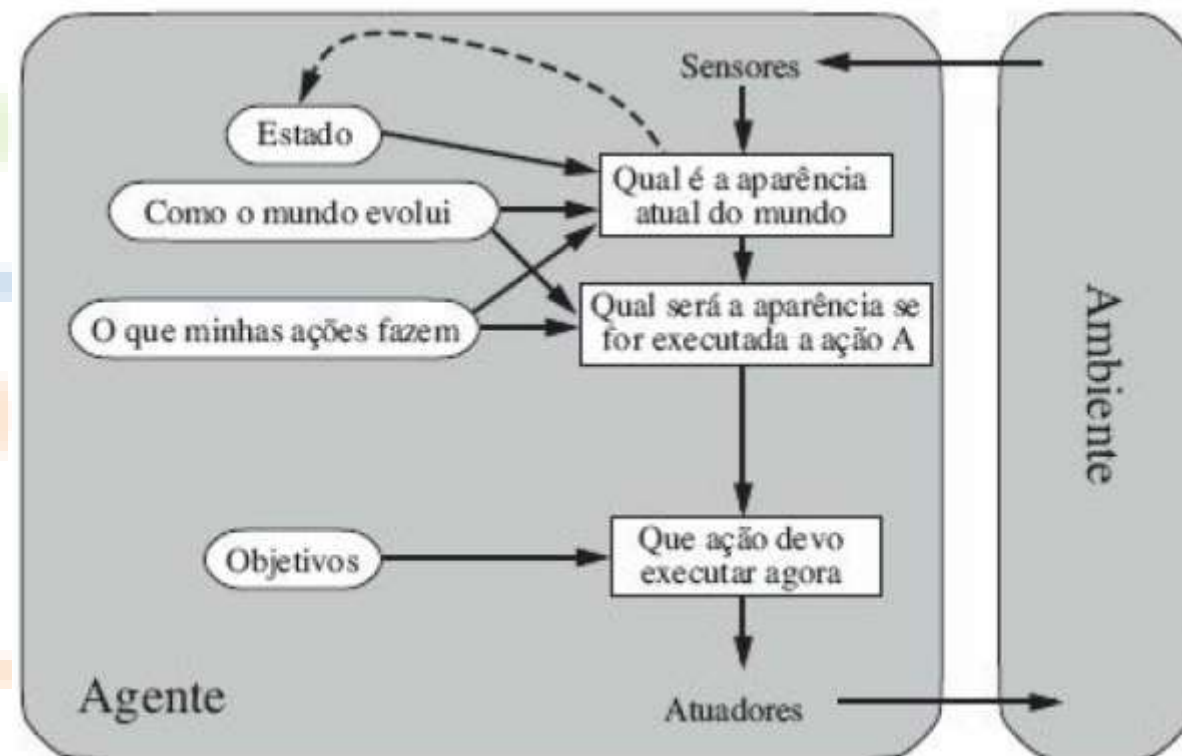 Sensores
Estado
Qual é a aparência
atual do mundo
Como o mundo evolui
Qual será a aparência se
for executada a ação A
O que minhas ações fazem
Ambiente
Que ação devo
executar agora
Objetivos
Agente
Atuadores